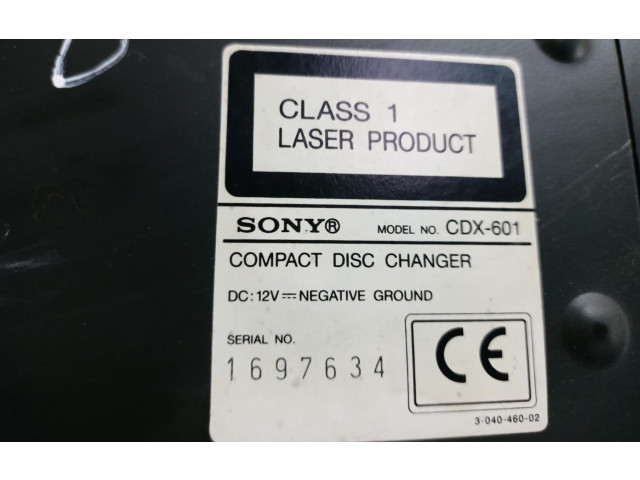 CLASS 1
LASER PRODUCT
SONY® MODEL NO. CDX-601
COMPACT DISC CHANGER
DC:12V⎓NEGATIVE GROUND
SERIAL NO.
1697634
CE
3-040-460-02